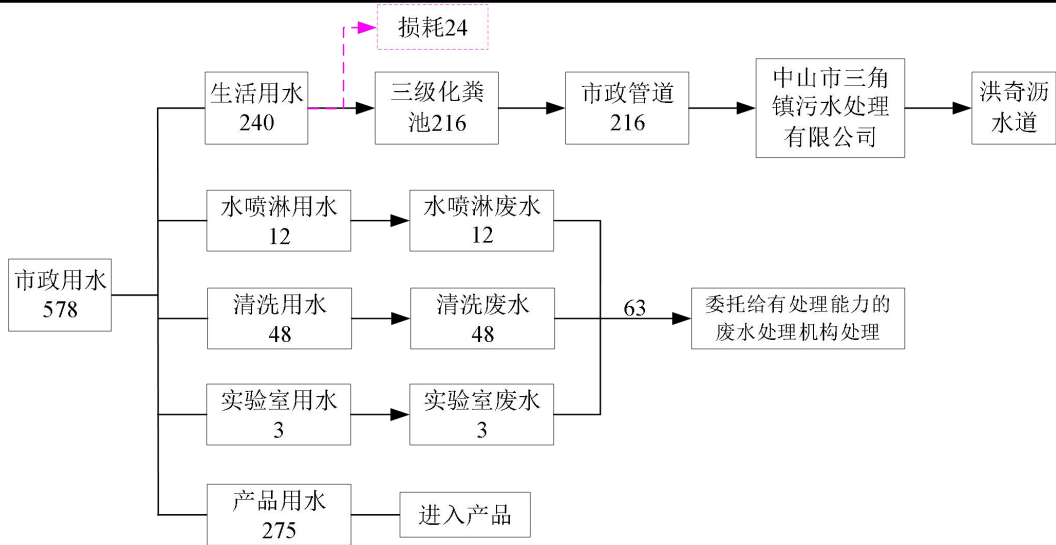 损耗24
生活用水
240
三级化粪
池216
市政管道
216
中山市三角
镇污水处理
有限公司
洪奇沥
水道
水喷淋用水
12
水喷淋废水
12
市政用水
578
清洗用水
48
清洗废水
48
63
委托给有处理能力的
废水处理机构处理
实验室用水
3
实验室废水
3
产品用水
275
进入产品